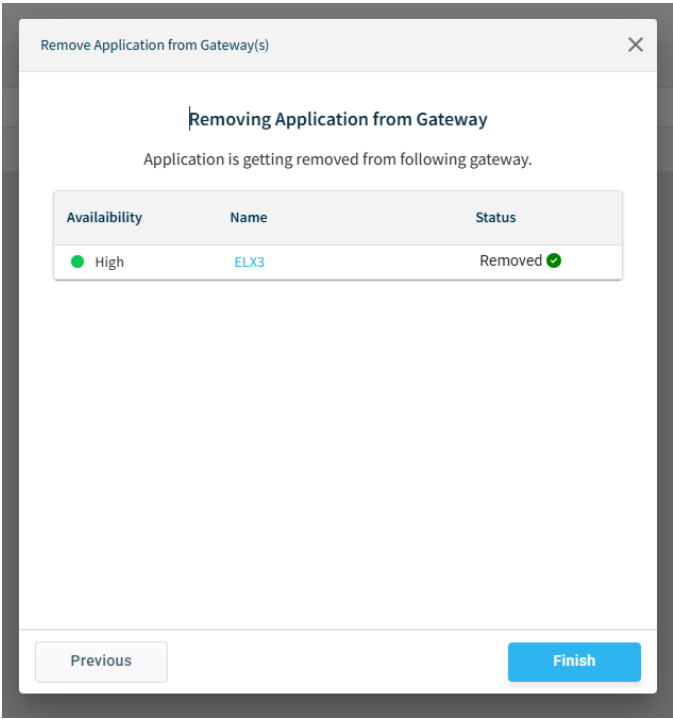 Remove Application from Gateway(s)
Removing Application from Gateway
Application is getting removed from following gateway.
Availaibility Name Status
High ELX3 Removed
Previous Finish